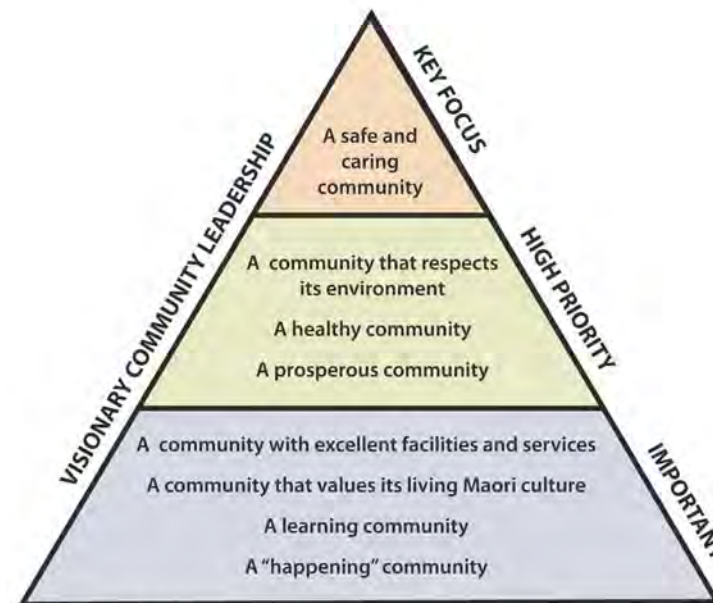 VISIONARY COMMUNITY LEADERSHIP
KEY FOCUS
A safe and
caring
community
HIGH PRIORITY
A community that respects
its environment
A healthy community
A prosperous community
IMPORTANT
A community with excellent facilities and services
A community that values its living Maori culture
A learning community
A “happening” community